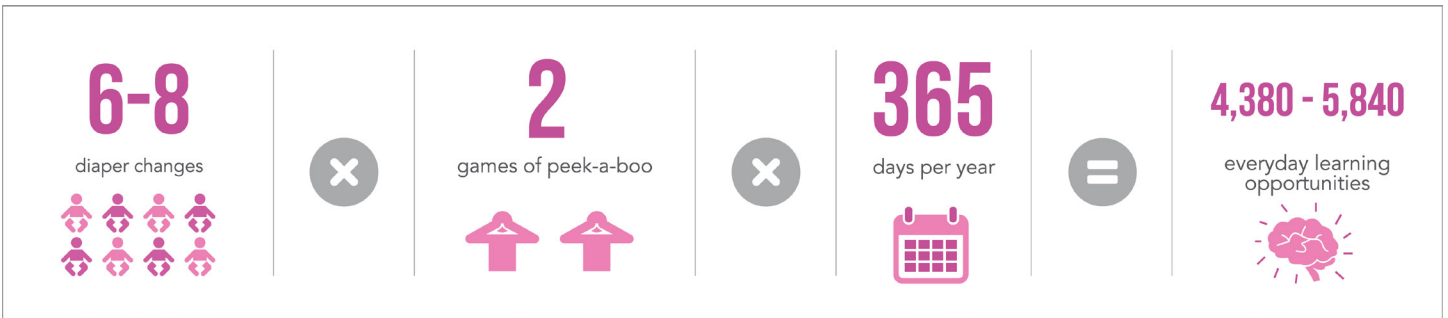 6-8
diaper changes
×
2
games of peek-a-boo
×
365
days per year
=
4,380 - 5,840
everyday learning
opportunities